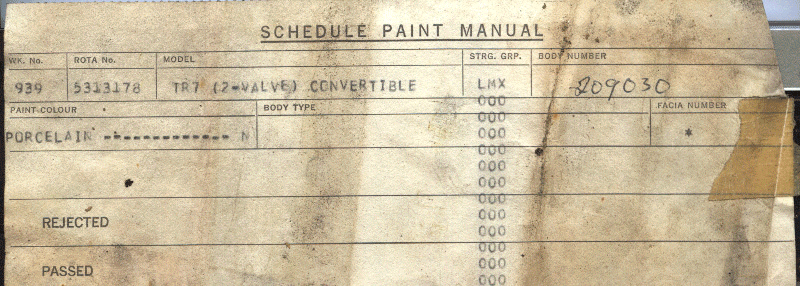 SCHEDULE PAINT MANUAL
WK. No. ROTA No. MODEL STRG. GRP. BODY NUMBER
939 5313178 TR7 (2-VALVE) CONVERTIBLE LMX 209030
000
PAINT COLOUR BODY TYPE 000 FACIA NUMBER
PORCELAIN ------------- N 000 *
000
000
000
000
000
REJECTED 000
000
000
PASSED 000
000